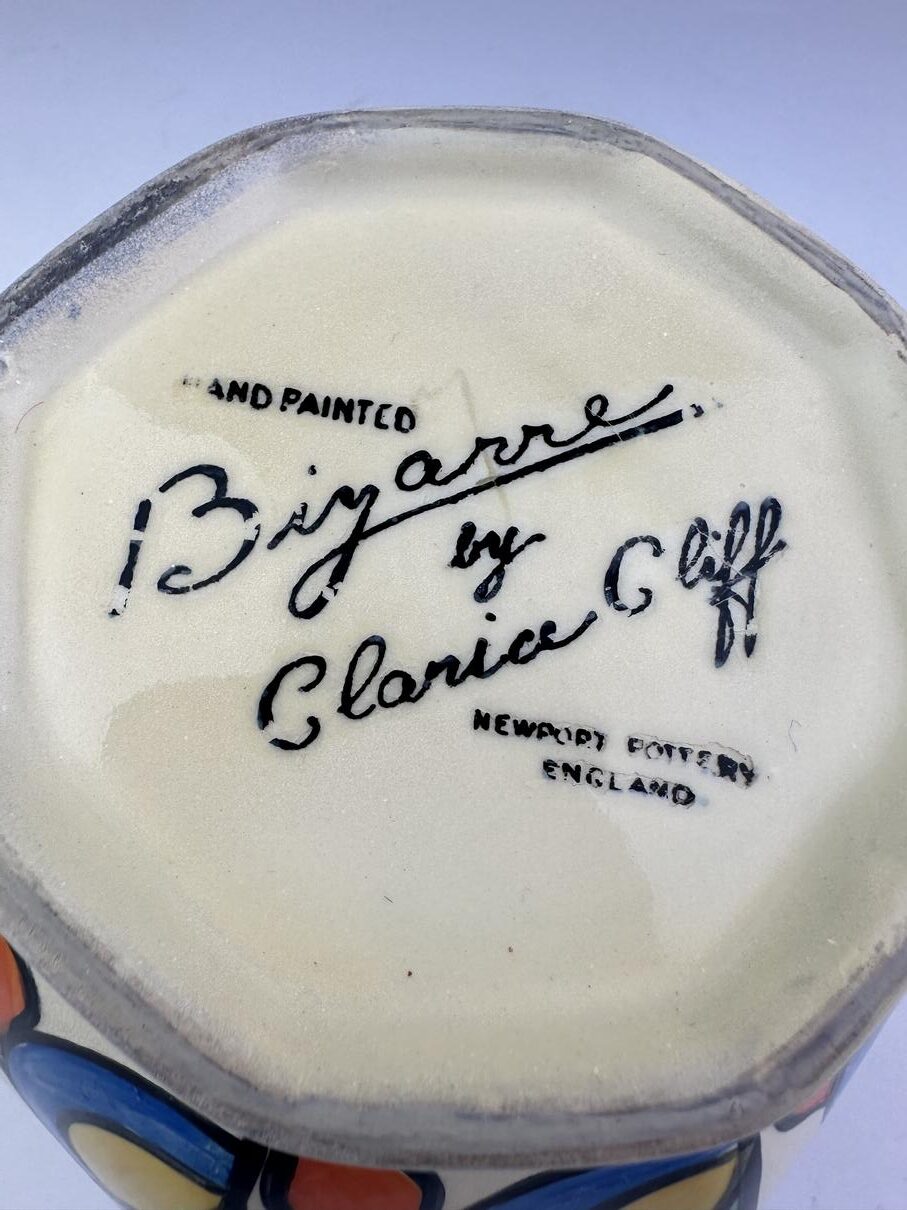 HAND PAINTED
Bizarre
by
Clarice Cliff
NEWPORT POTTERY
ENGLAND